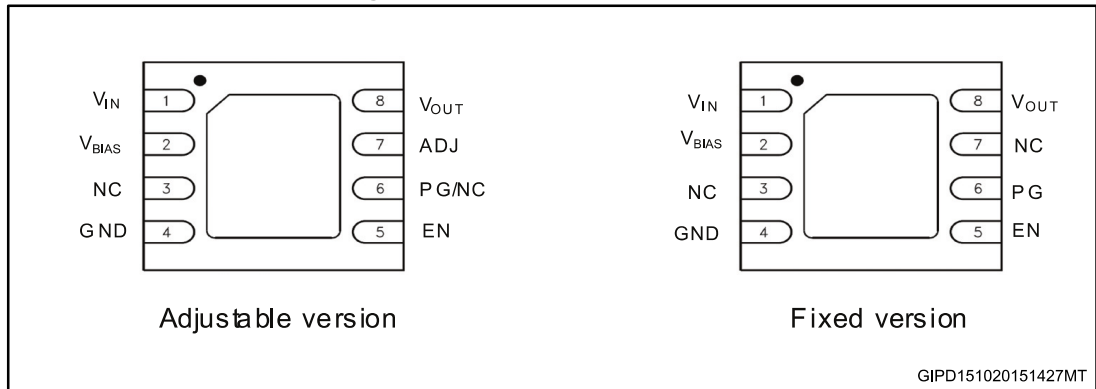 VIN 1 8 VOUT
VBIAS 2 7 ADJ
NC 3 6 PG/NC
GND 4 5 EN
Adjustable version
VIN 1 8 VOUT
VBIAS 2 7 NC
NC 3 6 PG
GND 4 5 EN
Fixed version
GIPD151020151427MT